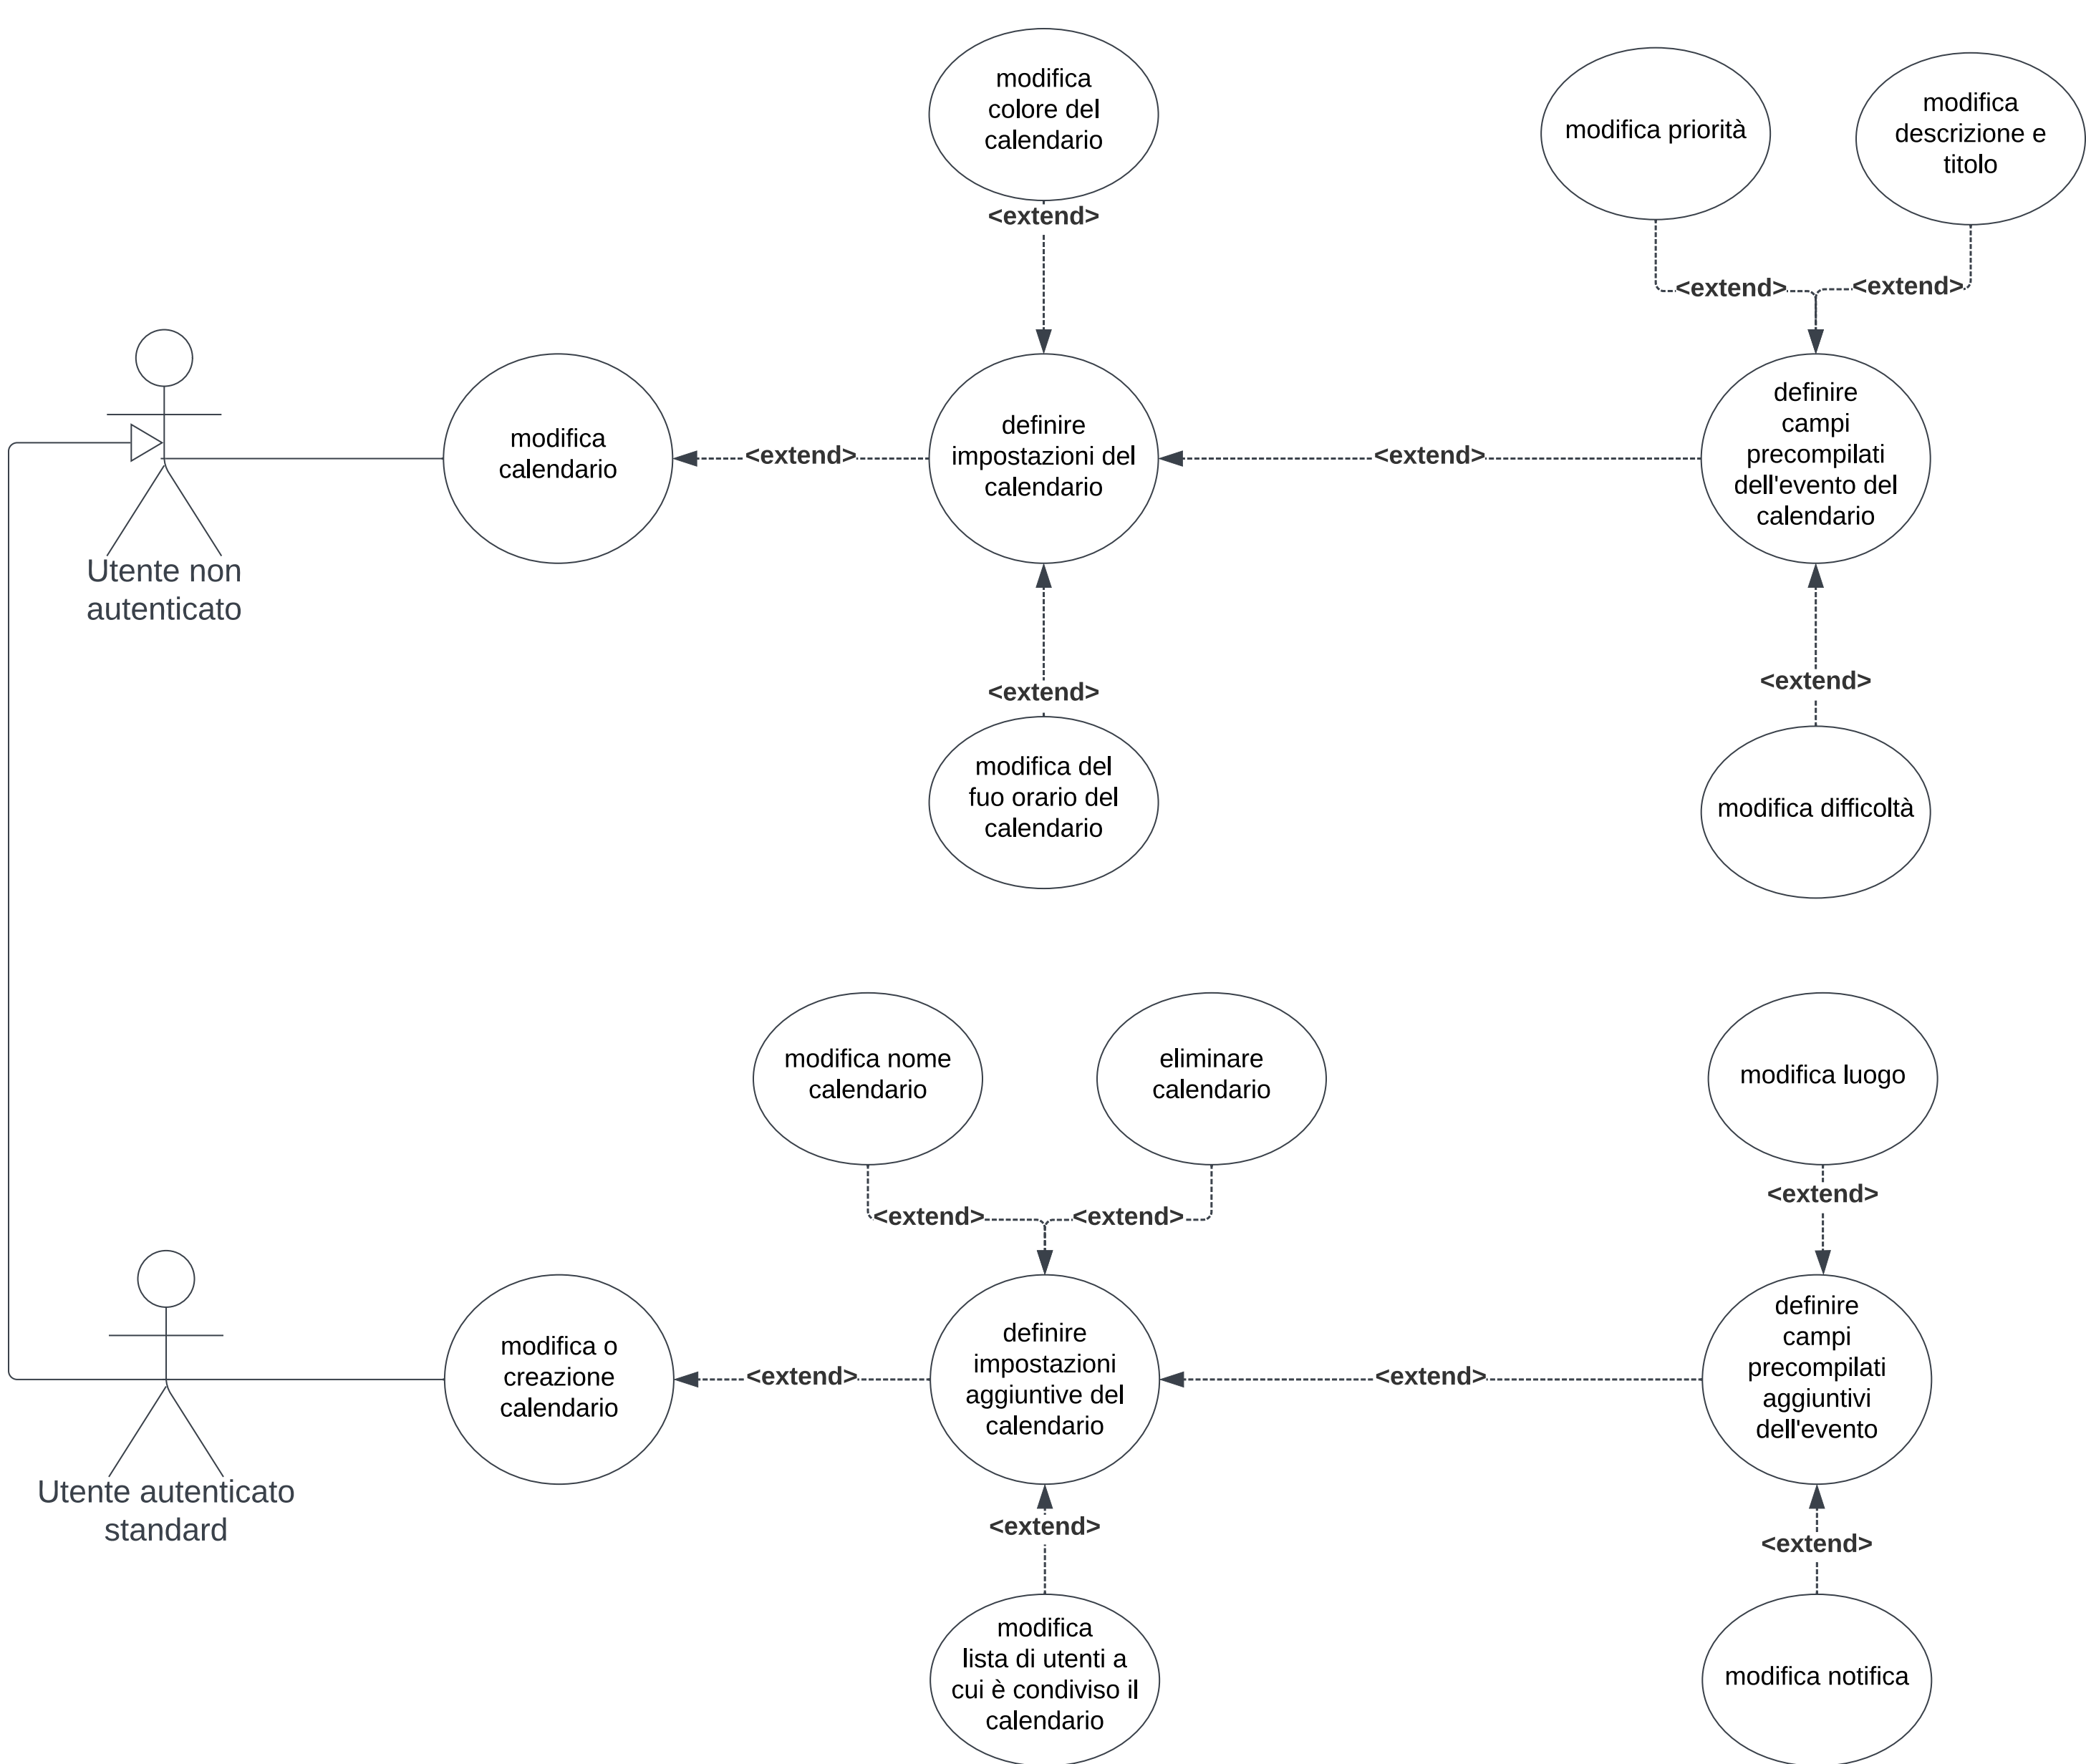 modifica
colore del
calendario
<extend>
modifica priorità
modifica
descrizione e
titolo
<extend>
<extend>
Utente non
autenticato
modifica
calendario
<extend>
definire
impostazioni del
calendario
<extend>
definire
campi
precompilati
dell'evento del
calendario
<extend>
modifica del
fuo orario del
calendario
<extend>
modifica difficoltà
modifica nome
calendario
eliminare
calendario
modifica luogo
<extend>
<extend>
<extend>
Utente autenticato
standard
modifica o
creazione
calendario
<extend>
definire
impostazioni
aggiuntive del
calendario
<extend>
definire
campi
precompilati
aggiuntivi
dell'evento
<extend>
modifica
lista di utenti a
cui è condiviso il
calendario
<extend>
modifica notifica